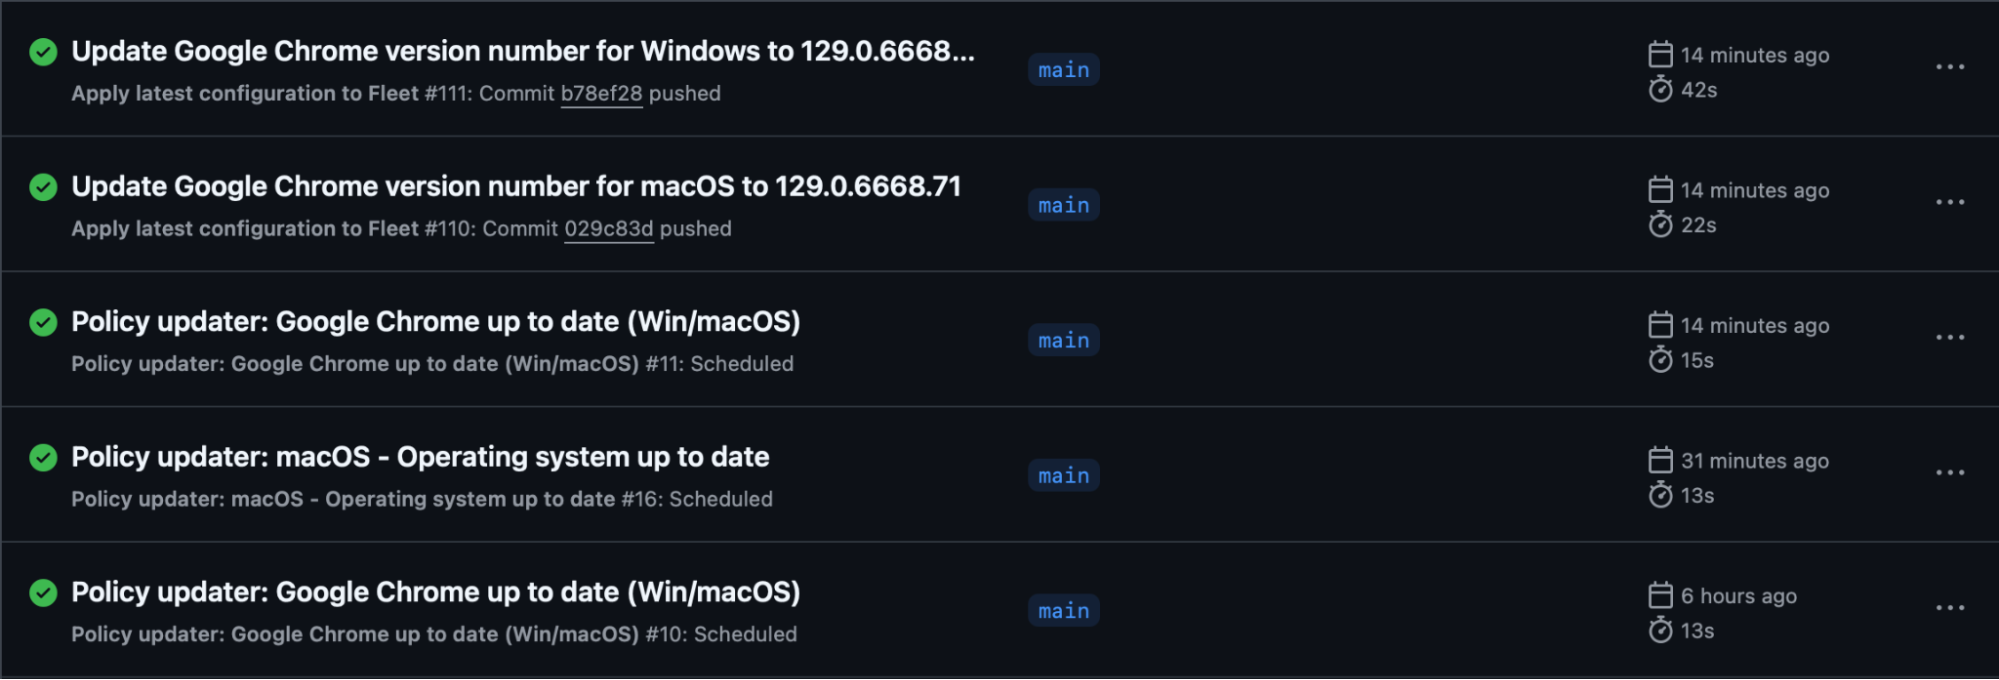 Update Google Chrome version number for Windows to 129.0.6668...
Apply latest configuration to Fleet #111: Commit b78ef28 pushed
main
14 minutes ago
42s
Update Google Chrome version number for macOS to 129.0.6668.71
Apply latest configuration to Fleet #110: Commit 029c83d pushed
main
14 minutes ago
22s
Policy updater: Google Chrome up to date (Win/macOS)
Policy updater: Google Chrome up to date (Win/macOS) #11: Scheduled
main
14 minutes ago
15s
Policy updater: macOS - Operating system up to date
Policy updater: macOS - Operating system up to date #16: Scheduled
main
31 minutes ago
13s
Policy updater: Google Chrome up to date (Win/macOS)
Policy updater: Google Chrome up to date (Win/macOS) #10: Scheduled
main
6 hours ago
13s